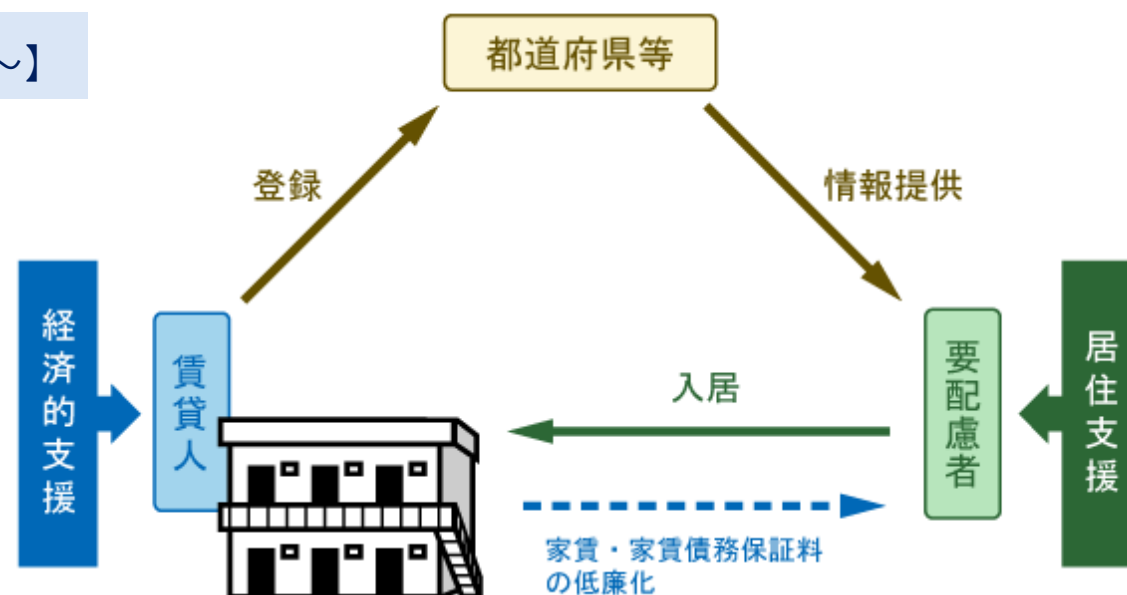 ～】
都道府県等
登録
情報提供
経済的支援
賃貸人
入居
要配慮者
居住支援
家賃・家賃債務保証料
の低廉化